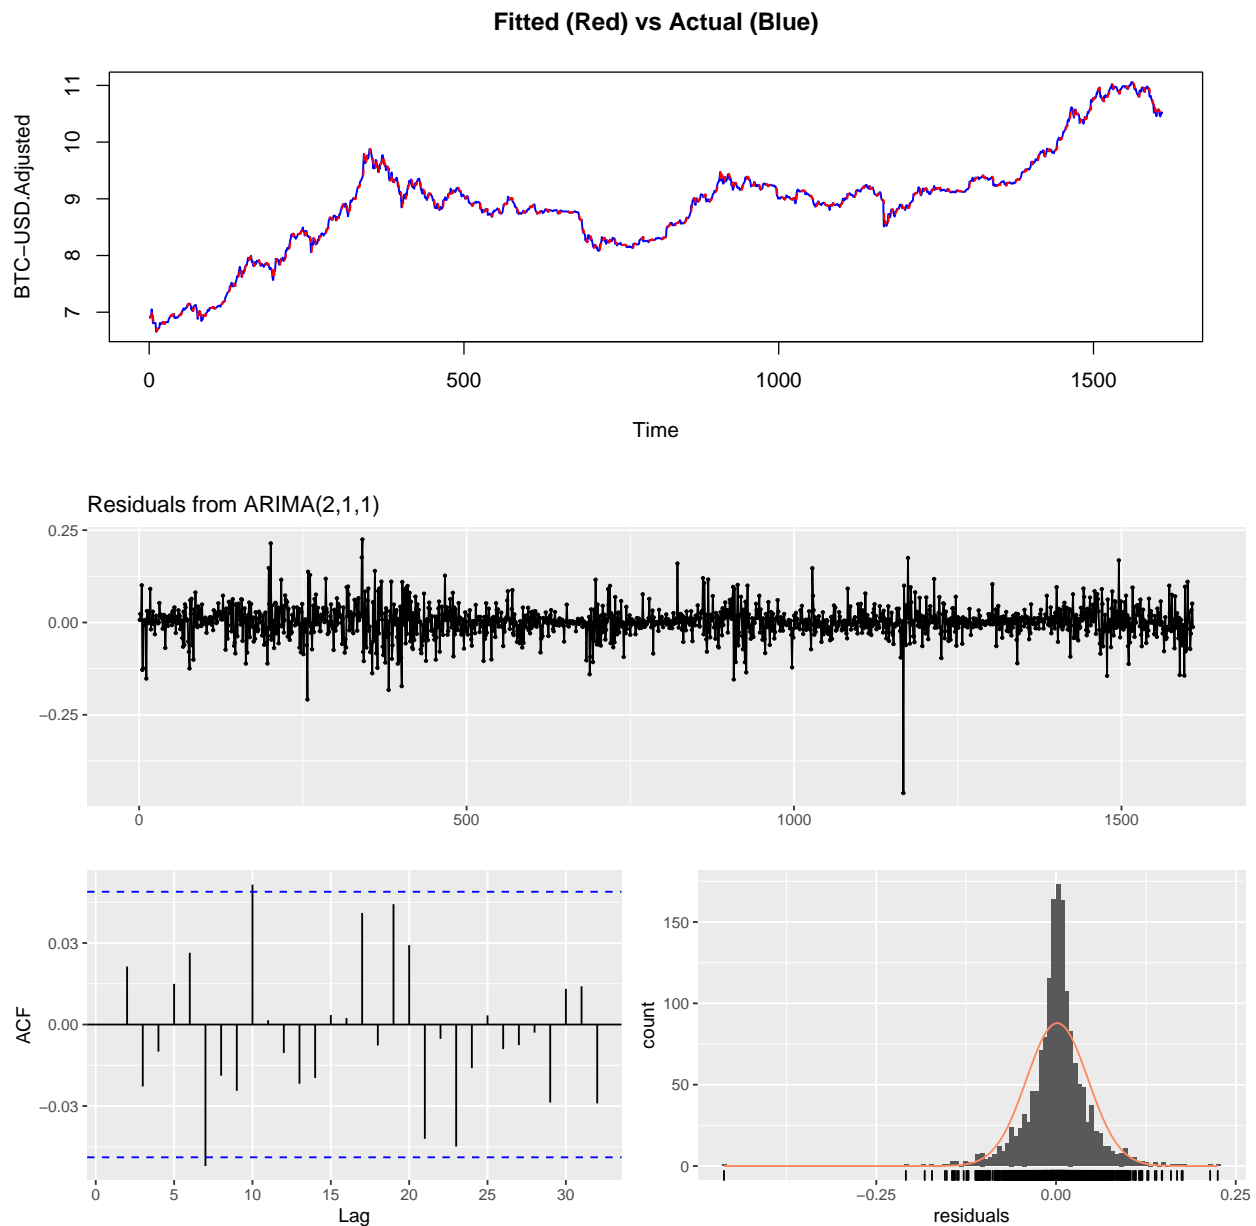 Fitted (Red) vs Actual (Blue)
BTC−USD.Adjusted
11
10
9
8
7
0 500 1000 1500
Time
Residuals from ARIMA(2,1,1)
0.25
0.00
−0.25
0 500 1000 1500
ACF
0.03
0.00
−0.03
0 5 10 15 20 25 30
Lag
count
150
100
50
0
−0.25 0.00 0.25
residuals